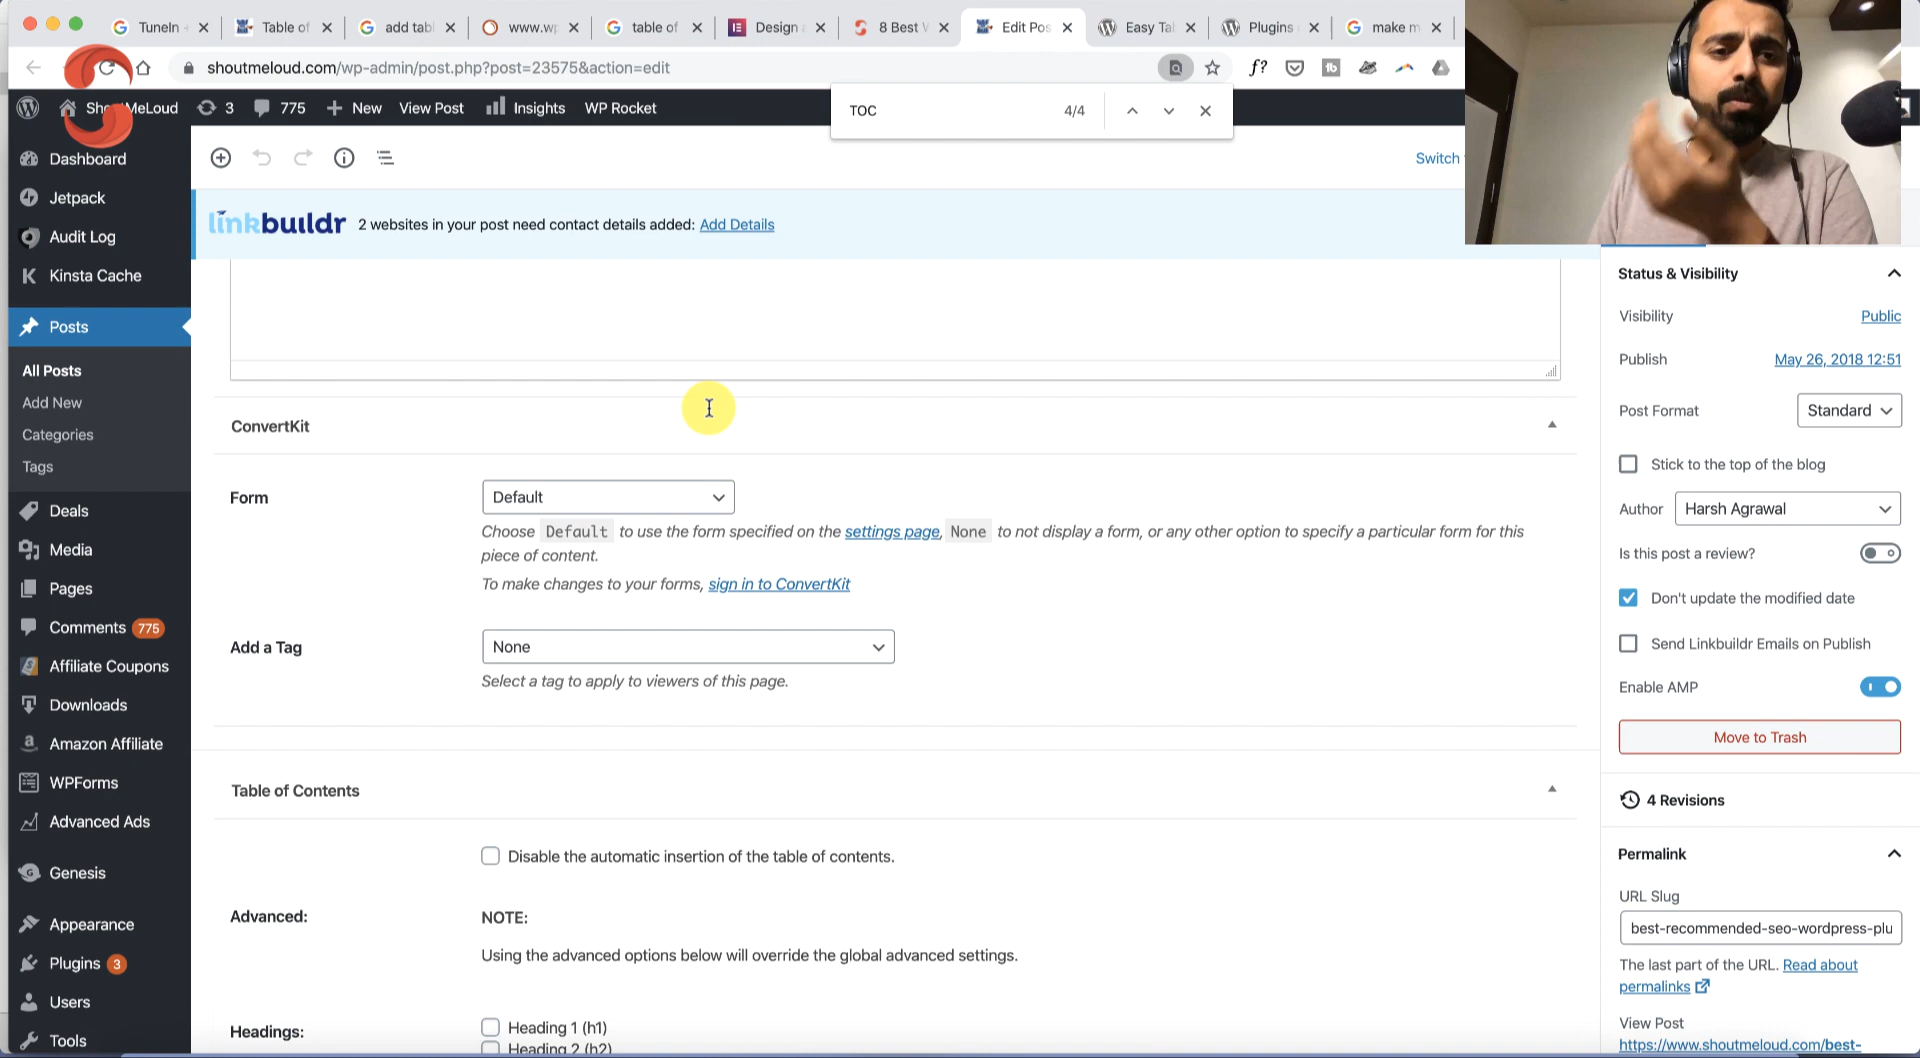 TuneIn
Table of
add tabl
www.wp
table of
Design a
8 Best W
Edit Pos
Easy Tal
Plugins
make m
shoutmeloud.com/wp-admin/post.php?post=23575&action=edit
TOC
4/4
ShoutMeLoud
3
775
New
View Post
Insights
WP Rocket
Switch
Dashboard
Jetpack
Audit Log
Kinsta Cache
Posts
All Posts
Add New
Categories
Tags
Deals
Media
Pages
Comments 775
Affiliate Coupons
Downloads
Amazon Affiliate
WPForms
Advanced Ads
Genesis
Appearance
Plugins 3
Users
Tools
linkbuildr 2 websites in your post need contact details added: Add Details
ConvertKit
Form
Default
Choose Default to use the form specified on the settings page, None to not display a form, or any other option to specify a particular form for this
piece of content.
To make changes to your forms, sign in to ConvertKit
Add a Tag
None
Select a tag to apply to viewers of this page.
Table of Contents
Disable the automatic insertion of the table of contents.
Advanced:
NOTE:
Using the advanced options below will override the global advanced settings.
Headings:
Heading 1 (h1)
Heading 2 (h2)
Status & Visibility
Visibility
Public
Publish
May 26, 2018 12:51
Post Format
Standard
Stick to the top of the blog
Author
Harsh Agrawal
Is this post a review?
Don't update the modified date
Send Linkbuildr Emails on Publish
Enable AMP
Move to Trash
4 Revisions
Permalink
URL Slug
best-recommended-seo-wordpress-plu
The last part of the URL. Read about
permalinks
View Post
https://www.shoutmeloud.com/best-